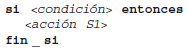 si <condición> entonces
<acción S1>
fin_si